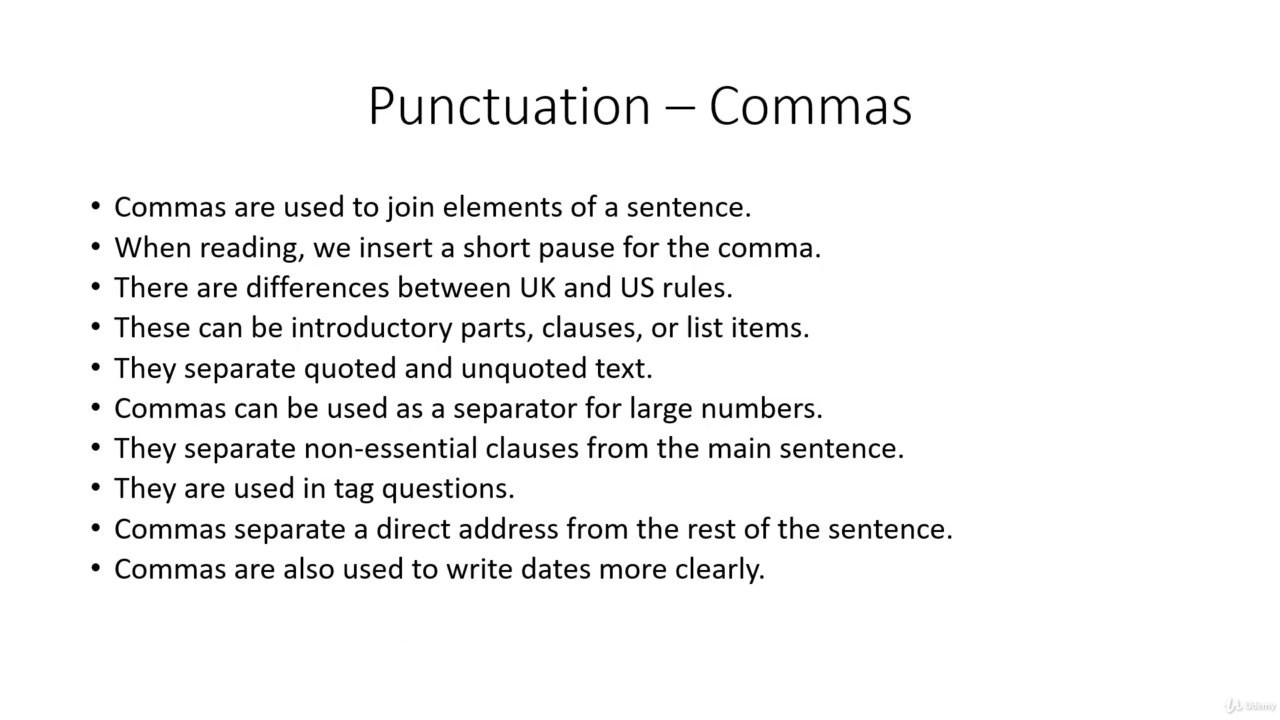 Punctuation – Commas
• Commas are used to join elements of a sentence.
• When reading, we insert a short pause for the comma.
• There are differences between UK and US rules.
• These can be introductory parts, clauses, or list items.
• They separate quoted and unquoted text.
• Commas can be used as a separator for large numbers.
• They separate non-essential clauses from the main sentence.
• They are used in tag questions.
• Commas separate a direct address from the rest of the sentence.
• Commas are also used to write dates more clearly.
Udemy